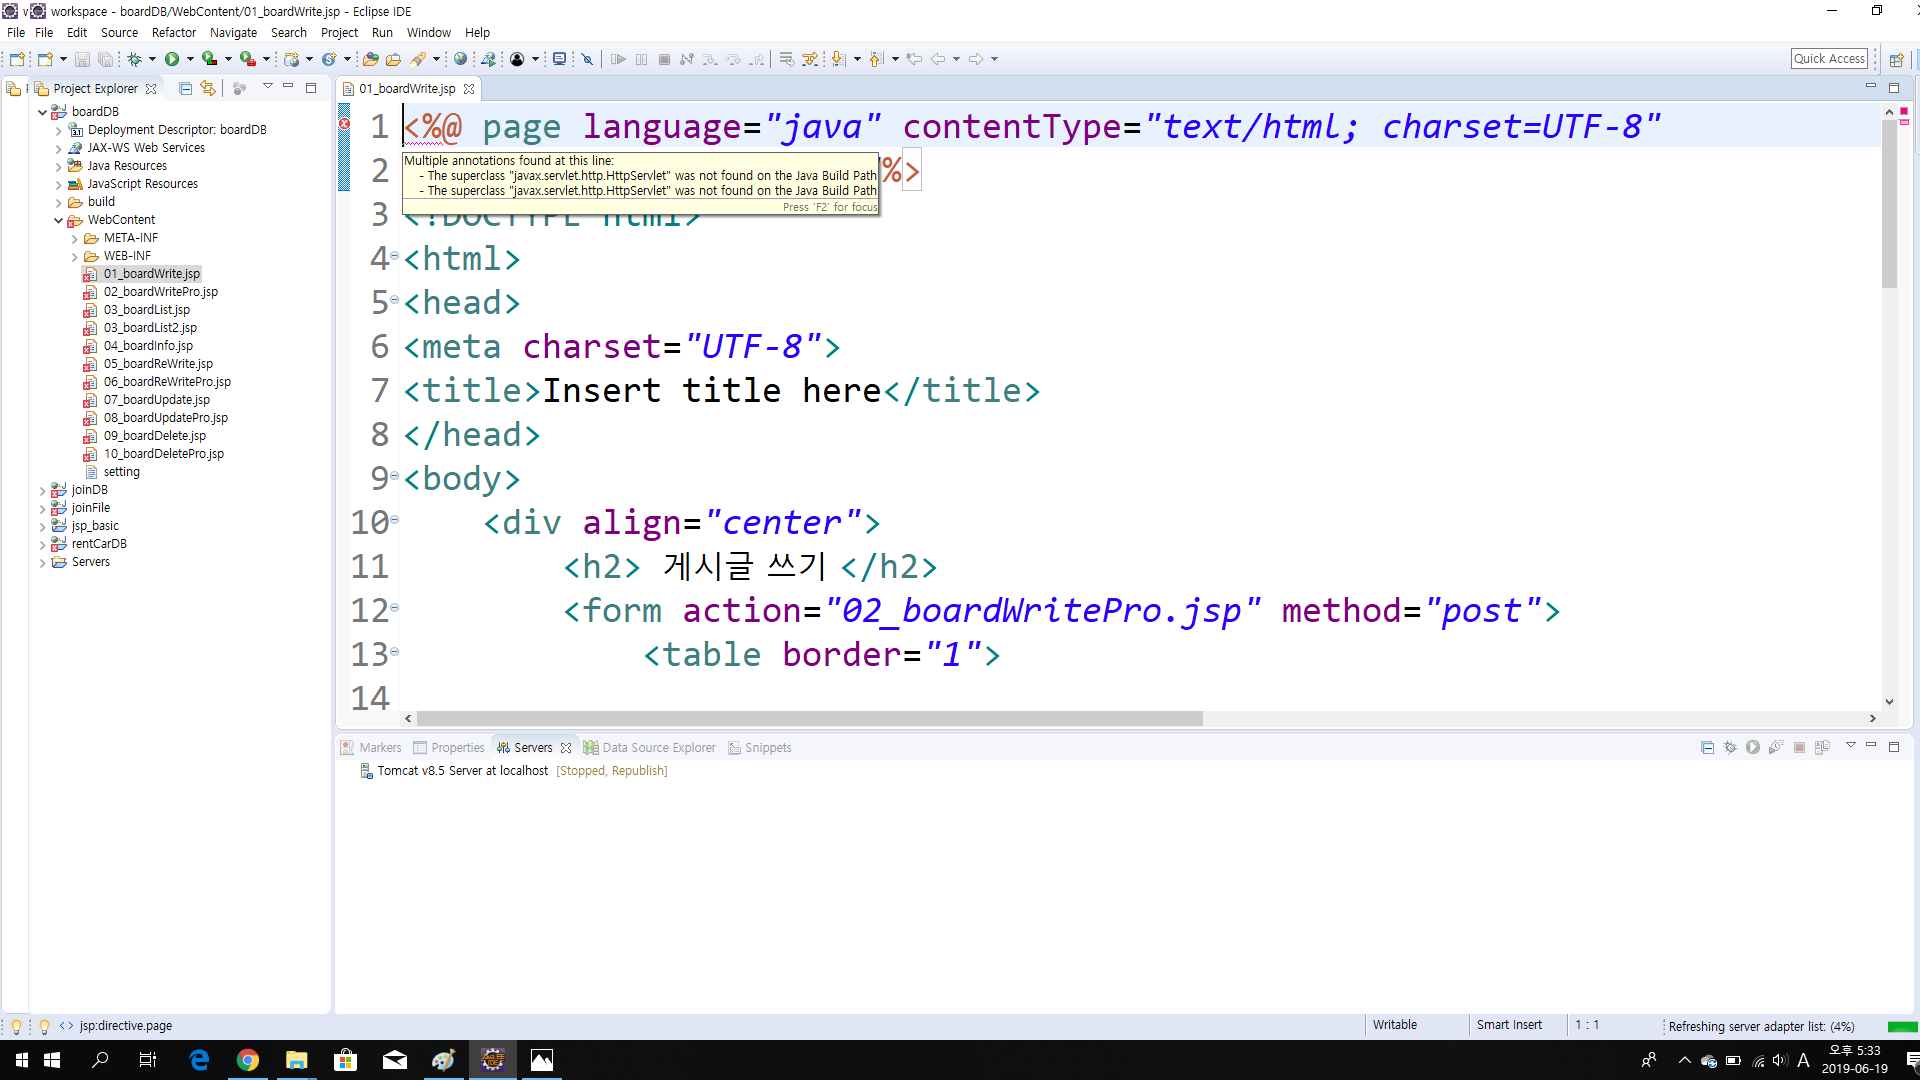 workspace - boardDB/WebContent/01_boardWrite.jsp - Eclipse IDE
File File Edit Source Refactor Navigate Search Project Run Window Help
Quick Access
Project Explorer
01_boardWrite.jsp
boardDB
Deployment Descriptor: boardDB
JAX-WS Web Services
Java Resources
JavaScript Resources
build
WebContent
META-INF
WEB-INF
01_boardWrite.jsp
02_boardWritePro.jsp
03_boardList.jsp
03_boardList2.jsp
04_boardInfo.jsp
05_boardReWrite.jsp
06_boardReWritePro.jsp
07_boardUpdate.jsp
08_boardUpdatePro.jsp
09_boardDelete.jsp
10_boardDeletePro.jsp
setting
joinDB
joinFile
jsp_basic
rentCarDB
Servers
1 <%@ page language="java" contentType="text/html; charset=UTF-8"
2 %>
Multiple annotations found at this line:
- The superclass "javax.servlet.http.HttpServlet" was not found on the Java Build Path
- The superclass "javax.servlet.http.HttpServlet" was not found on the Java Build Path
Press 'F2' for focus
3 <!DOCTYPE html>
4 <html>
5 <head>
6 <meta charset="UTF-8">
7 <title>Insert title here</title>
8 </head>
9 <body>
10 <div align="center">
11 <h2> 게시글 쓰기 </h2>
12 <form action="02_boardWritePro.jsp" method="post">
13 <table border="1">
14
Markers Properties Servers Data Source Explorer Snippets
Tomcat v8.5 Server at localhost [Stopped, Republish]
jsp:directive.page
Writable
Smart Insert
1 : 1
Refreshing server adapter list: (4%)
A
오후 5:33
2019-06-19